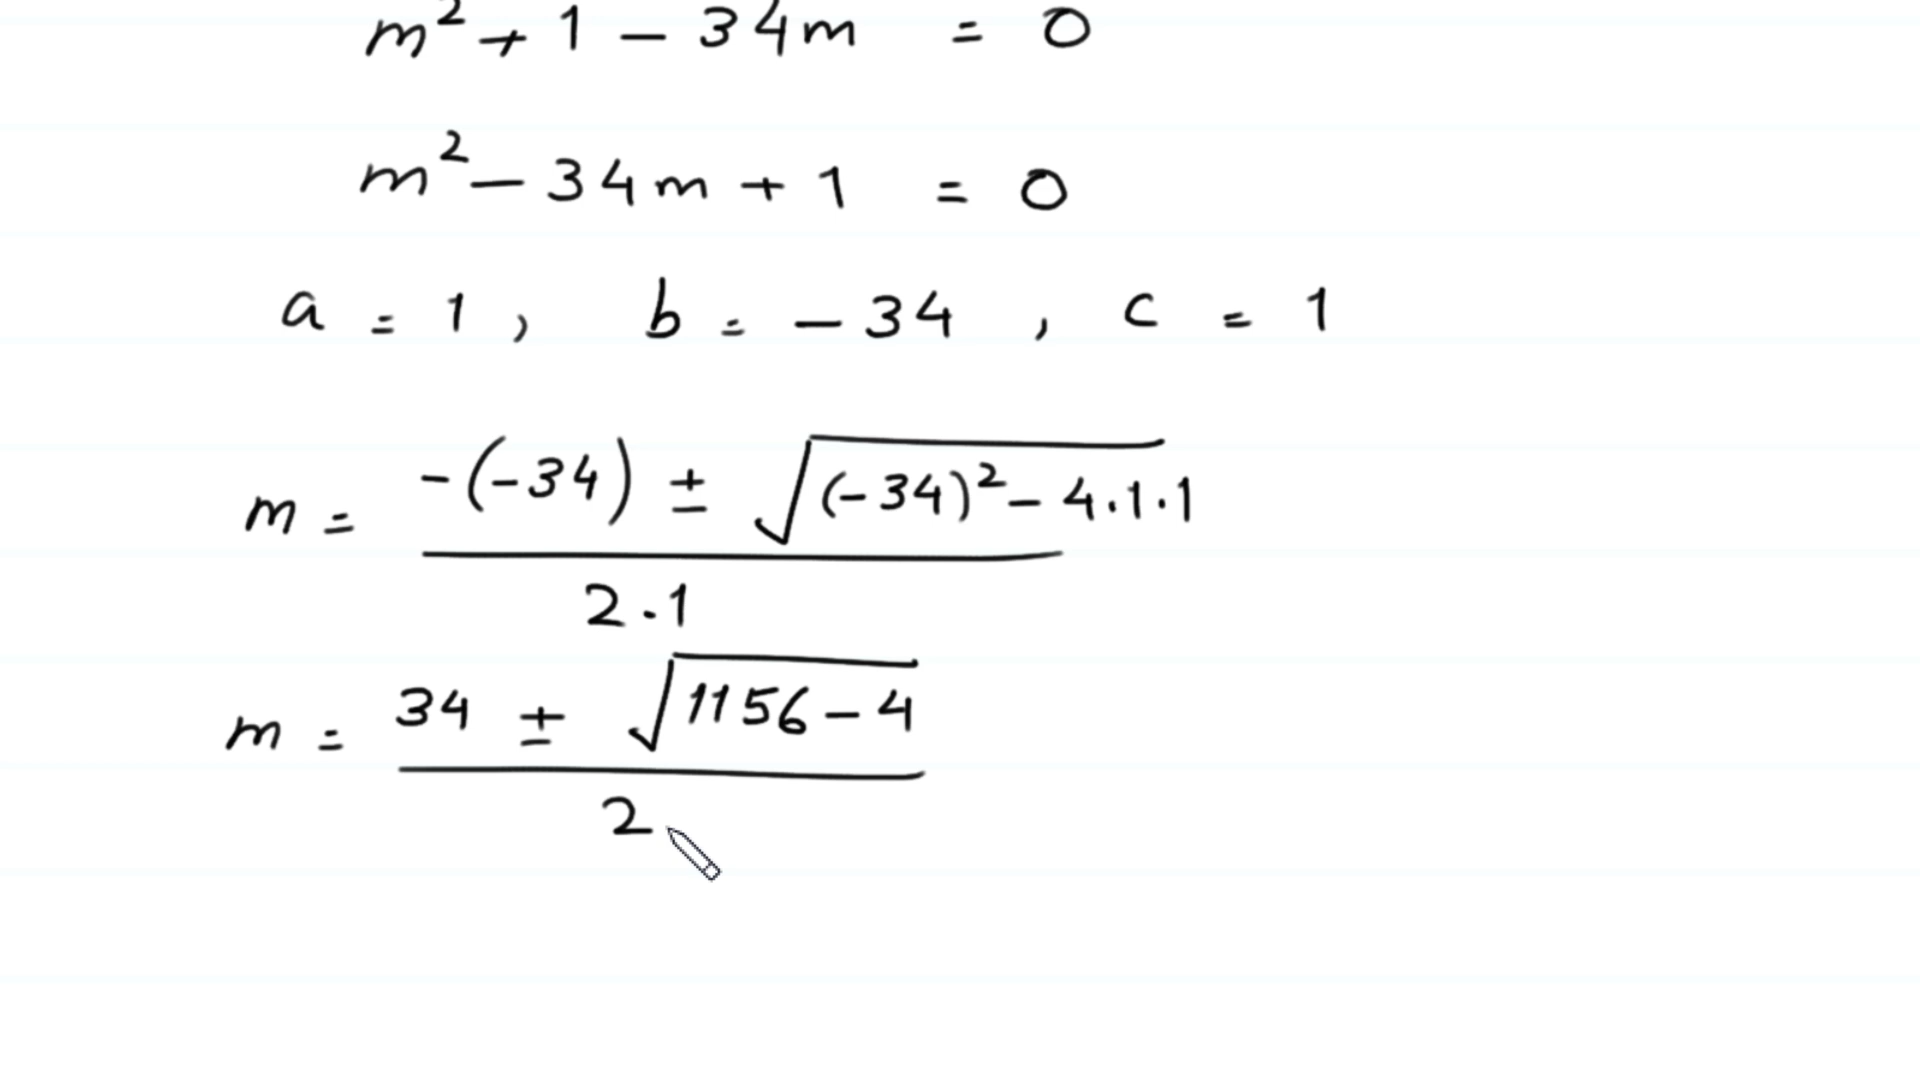 m² + 1 − 34m = 0
m² − 34m + 1 = 0
a = 1 , b = − 34 , c = 1
m = (-(-34) ± √((-34)² − 4·1·1)) / (2·1)
m = (34 ± √(1156 − 4)) / 2